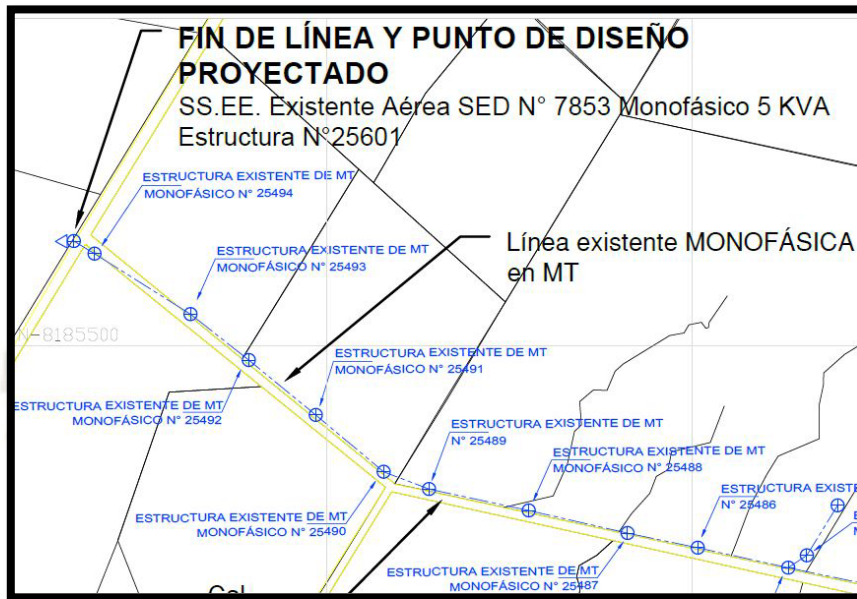 FIN DE LÍNEA Y PUNTO DE DISEÑO
PROYECTADO
SS.EE. Existente Aérea SED N° 7853 Monofásico 5 KVA
Estructura N°25601
ESTRUCTURA EXISTENTE DE MT
MONOFÁSICO N° 25494
ESTRUCTURA EXISTENTE DE MT
MONOFÁSICO N° 25493
Línea existente MONOFÁSICA
en MT
N-8185500
ESTRUCTURA EXISTENTE DE MT
MONOFÁSICO N° 25491
ESTRUCTURA EXISTENTE DE MT
MONOFÁSICO N° 25492
ESTRUCTURA EXISTENTE DE MT
N° 25489
ESTRUCTURA EXISTENTE DE MT
MONOFÁSICO N° 25488
ESTRUCTURA EXISTE
N° 25486
ESTRUCTURA EXISTENTE DE MT
MONOFÁSICO N° 25490
ESTRUCTURA EXISTENTE DE MT
MONOFÁSICO N° 25487